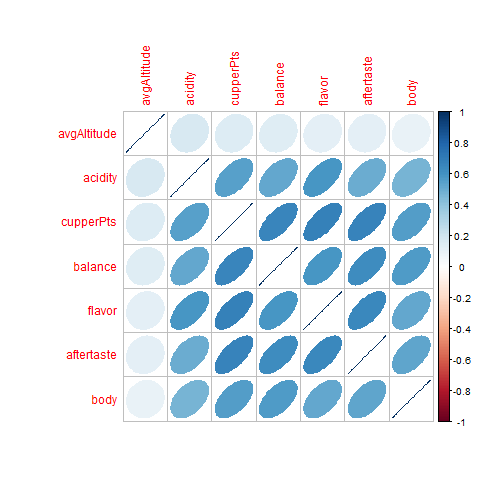 avgAltitude
acidity
cupperPts
balance
flavor
aftertaste
body
avgAltitude
acidity
cupperPts
balance
flavor
aftertaste
body
1
0.8
0.6
0.4
0.2
0
-0.2
-0.4
-0.6
-0.8
-1